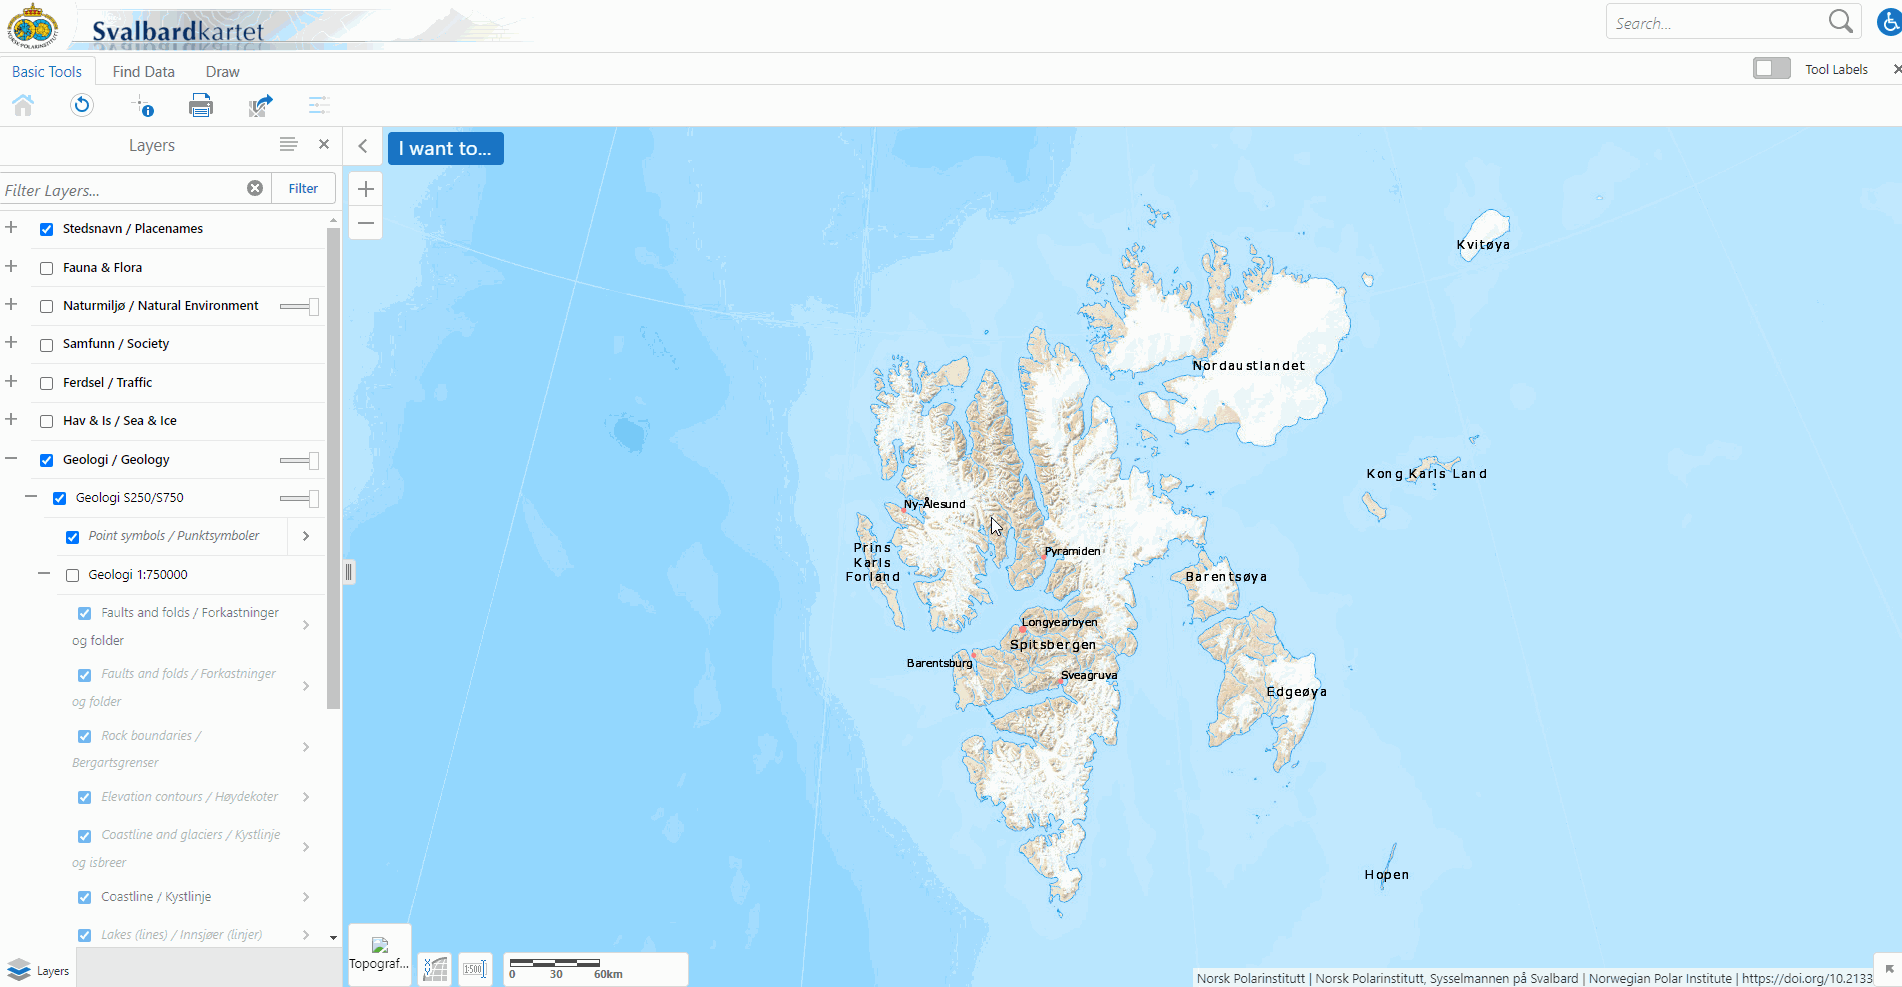 Svalbardkartet
NORSK POLARINSTITUTT
Search...
Basic Tools
Find Data
Draw
Tool Labels
Layers
I want to...
Filter Layers...
Filter
Stedsnavn / Placenames
Fauna & Flora
Naturmiljø / Natural Environment
Samfunn / Society
Ferdsel / Traffic
Hav & Is / Sea & Ice
Geologi / Geology
Geologi S250/S750
Point symbols / Punktsymboler
Geologi 1:750000
Faults and folds / Forkastninger
og folder
Faults and folds / Forkastninger
og folder
Rock boundaries /
Bergartsgrenser
Elevation contours / Høydekoter
Coastline and glaciers / Kystlinje
og isbreer
Coastline / Kystlinje
Lakes (lines) / Innsjøer (linjer)
Layers
Kvitøya
Nordaustlandet
Kong Karls Land
Ny-Ålesund
Prins
Karls
Forland
Pyramiden
Barentsøya
Longyearbyen
Spitsbergen
Barentsburg
Sveagruva
Edgeøya
Hopen
Topograf...
X
Y
1:500
0 30 60km
Norsk Polarinstitutt | Norsk Polarinstitutt, Sysselmannen på Svalbard | Norwegian Polar Institute | https://doi.org/10.2133